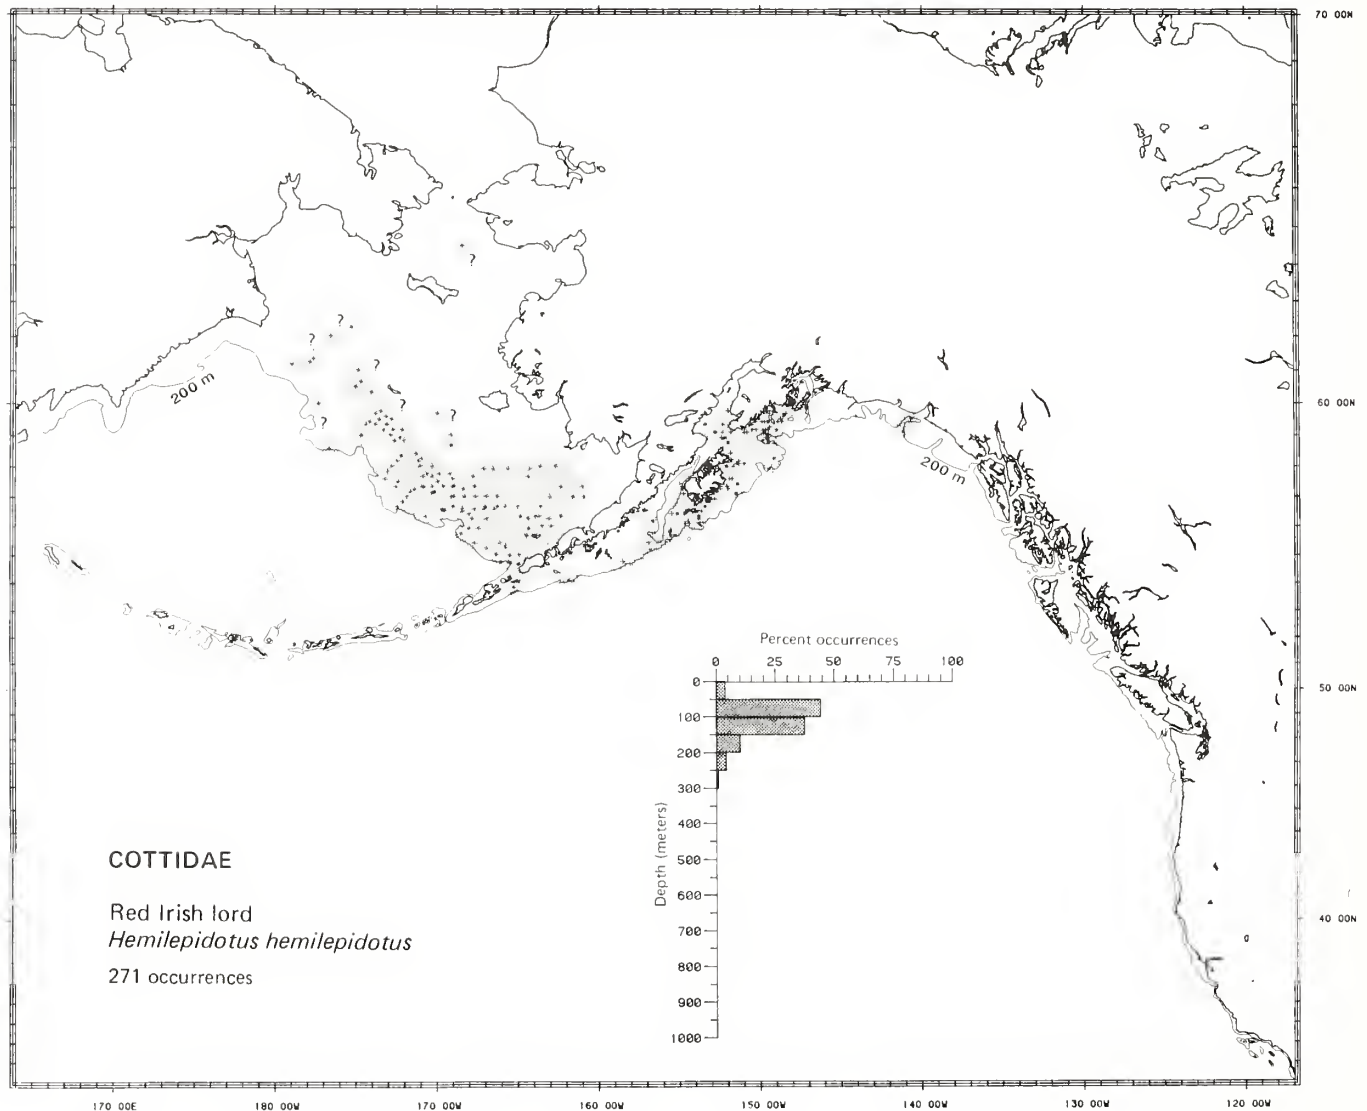 70 00N
?
?
?
?
200 m
?
?
?
60 00N
200 m
Percent occurrences
0 25 50 75 100
50 00N
0
100
200
300
400
500
600
700
800
900
1000
Depth (meters)
COTTIDAE
Red Irish lord
Hemilepidotus hemilepidotus
271 occurrences
40 00N
170 00E 180 00W 170 00W 160 00W 150 00W 140 00W 130 00W 120 00W